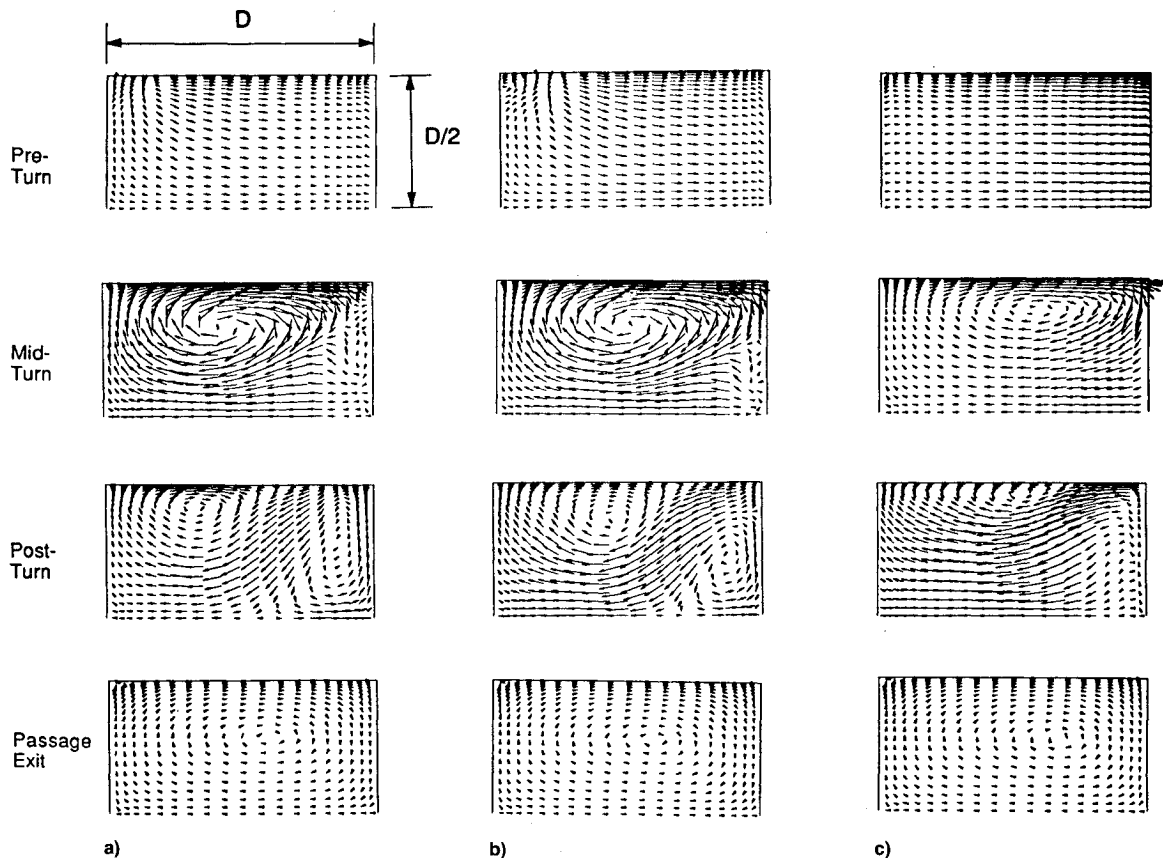 D
D/2
Pre-
Turn
Mid-
Turn
Post-
Turn
Passage
Exit
a)
b)
c)